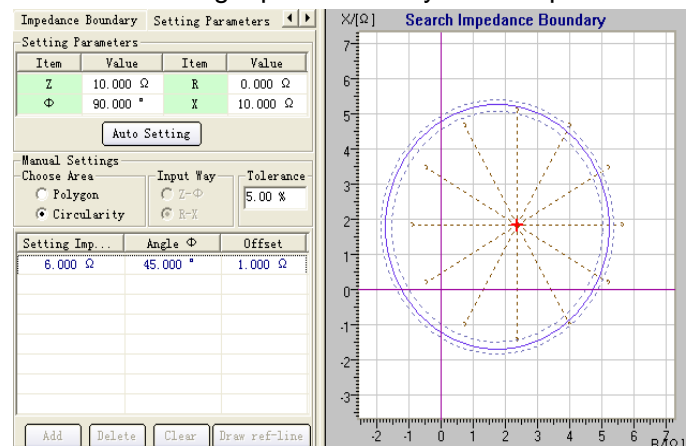 Impedance Boundary Setting Parameters
Setting Parameters
Item Value Item Value
Z 10.000 Ω R 0.000 Ω
Φ 90.000 ° X 10.000 Ω
Auto Setting
Manual Settings
Choose Area Input Way Tolerance
Polygon Z-Φ 5.00 %
Circularity R-X
Setting Imp... Angle Φ Offset
6.000 Ω 45.000 ° 1.000 Ω
Add Delete Clear Draw ref-line
X/[Ω] Search Impedance Boundary
7
6
5
4
3
2
1
0
-1
-2
-3
-2 -1 0 1 2 3 4 5 6 7